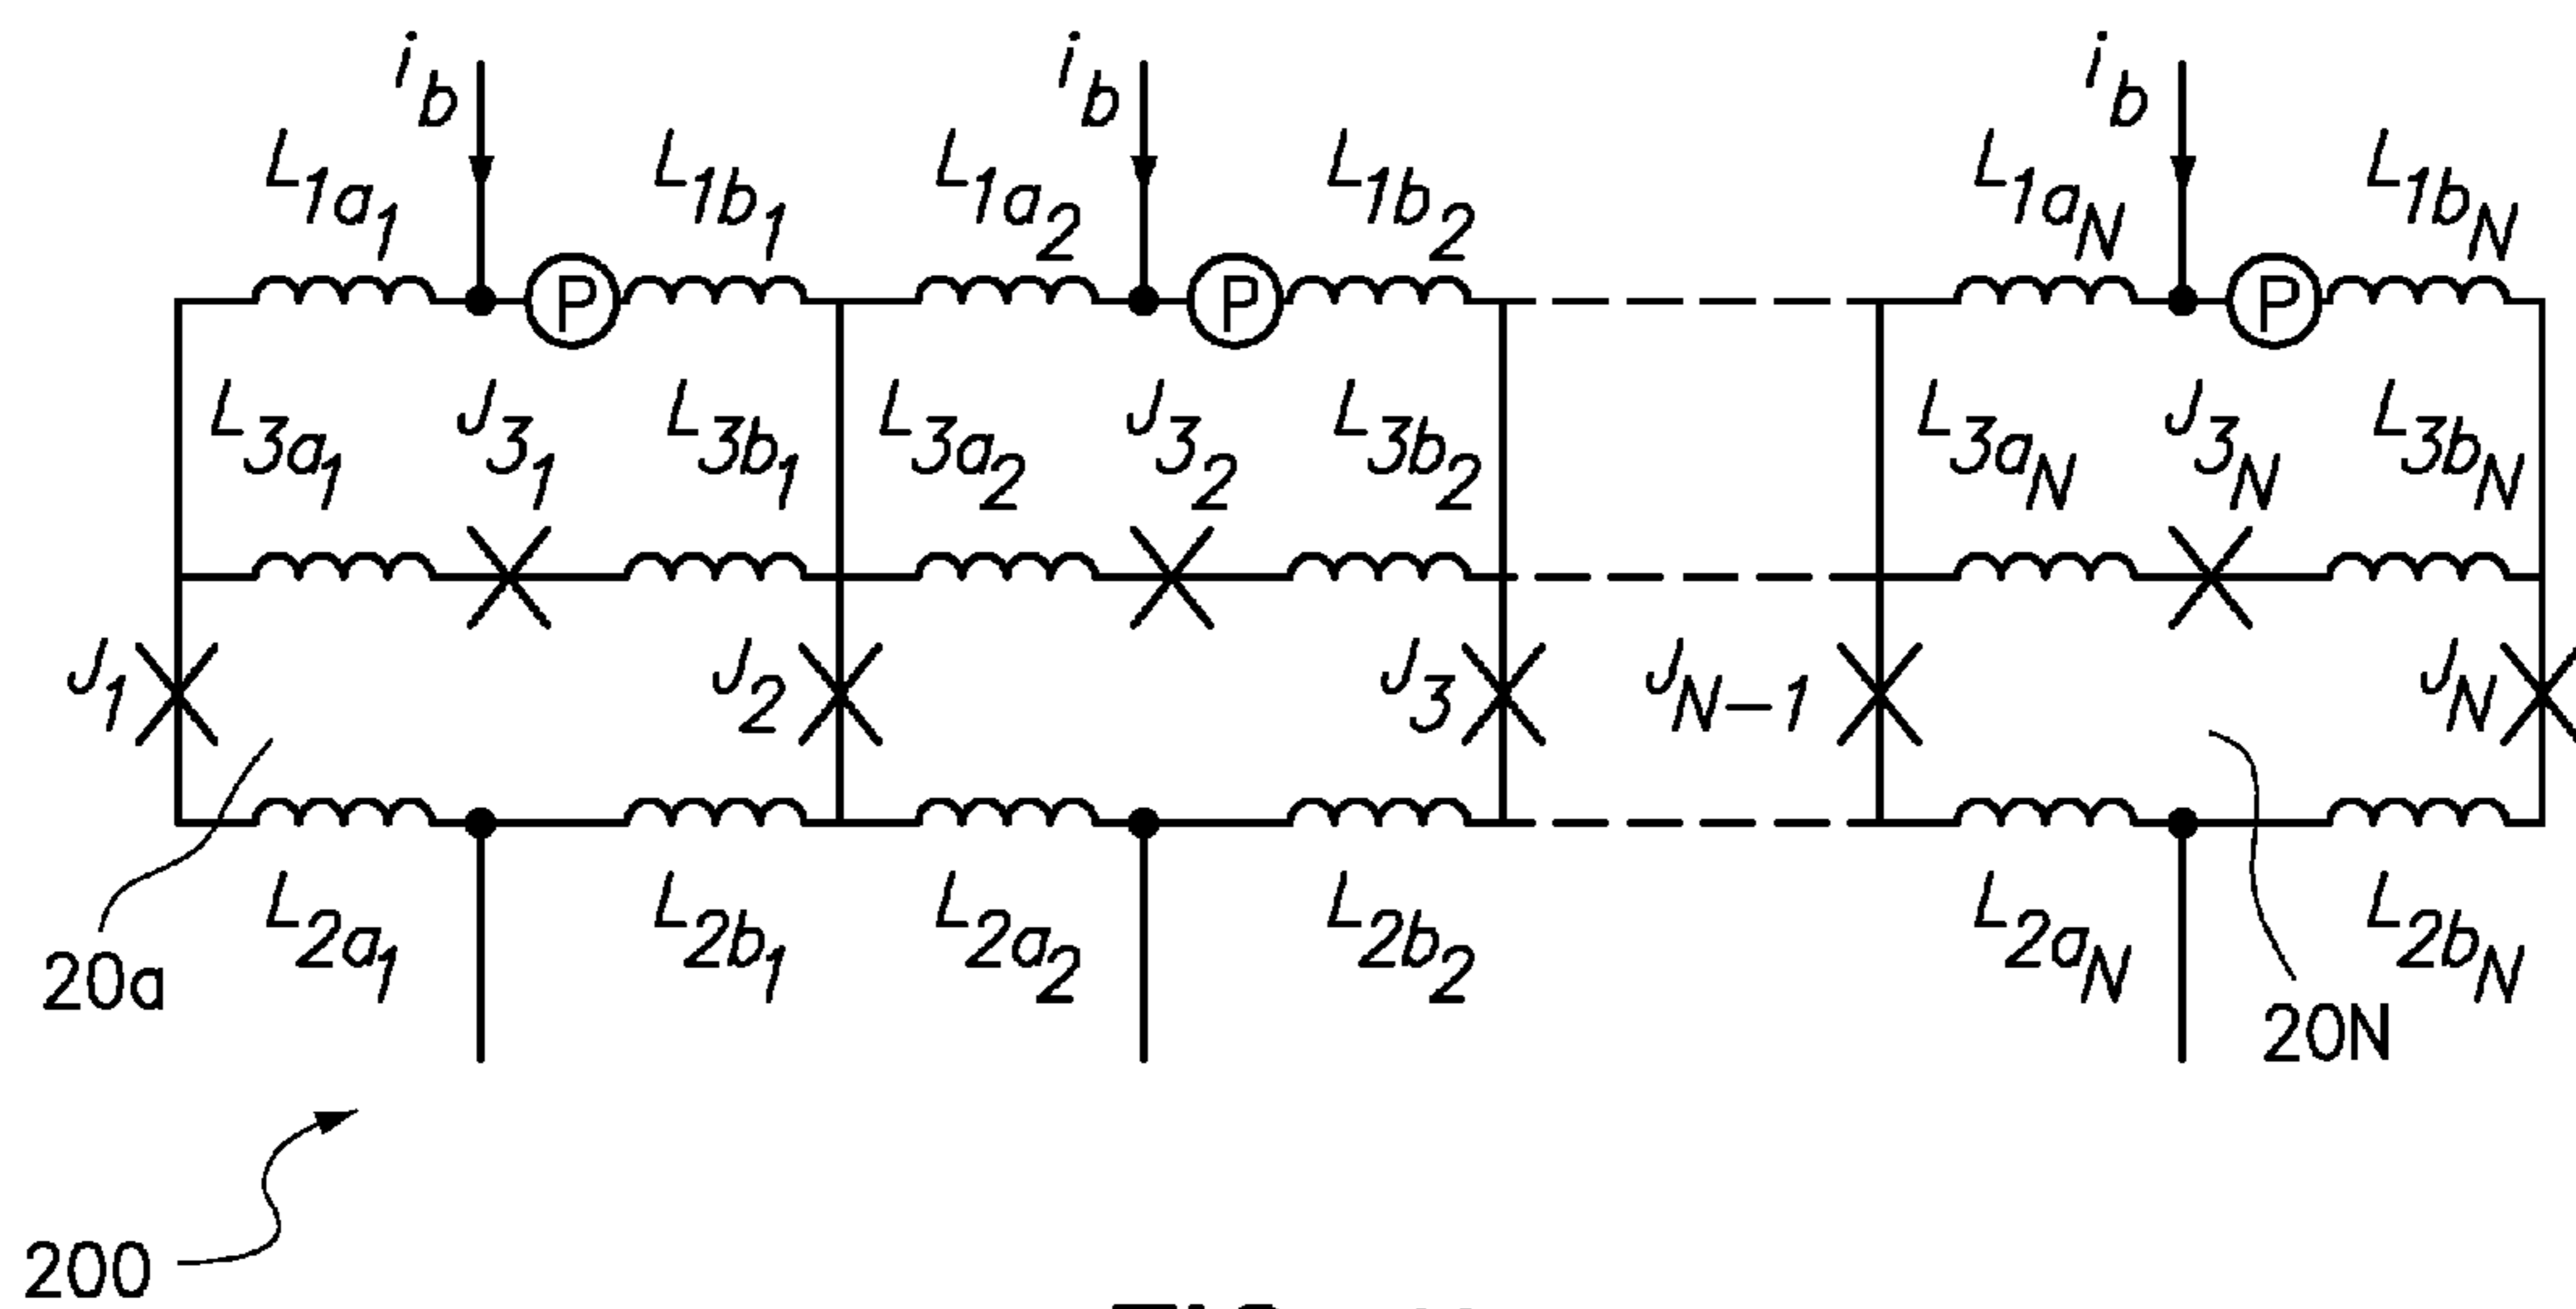 i_b i_b i_b
L_1a_1 L_1b_1 L_1a_2 L_1b_2 L_1a_N L_1b_N
P P P
L_3a_1 J_3_1 L_3b_1 L_3a_2 J_3_2 L_3b_2 L_3a_N J_3_N L_3b_N
J_1 J_2 J_3 J_N-1 J_N
L_2a_1 L_2b_1 L_2a_2 L_2b_2 L_2a_N L_2b_N
20a 20N
200